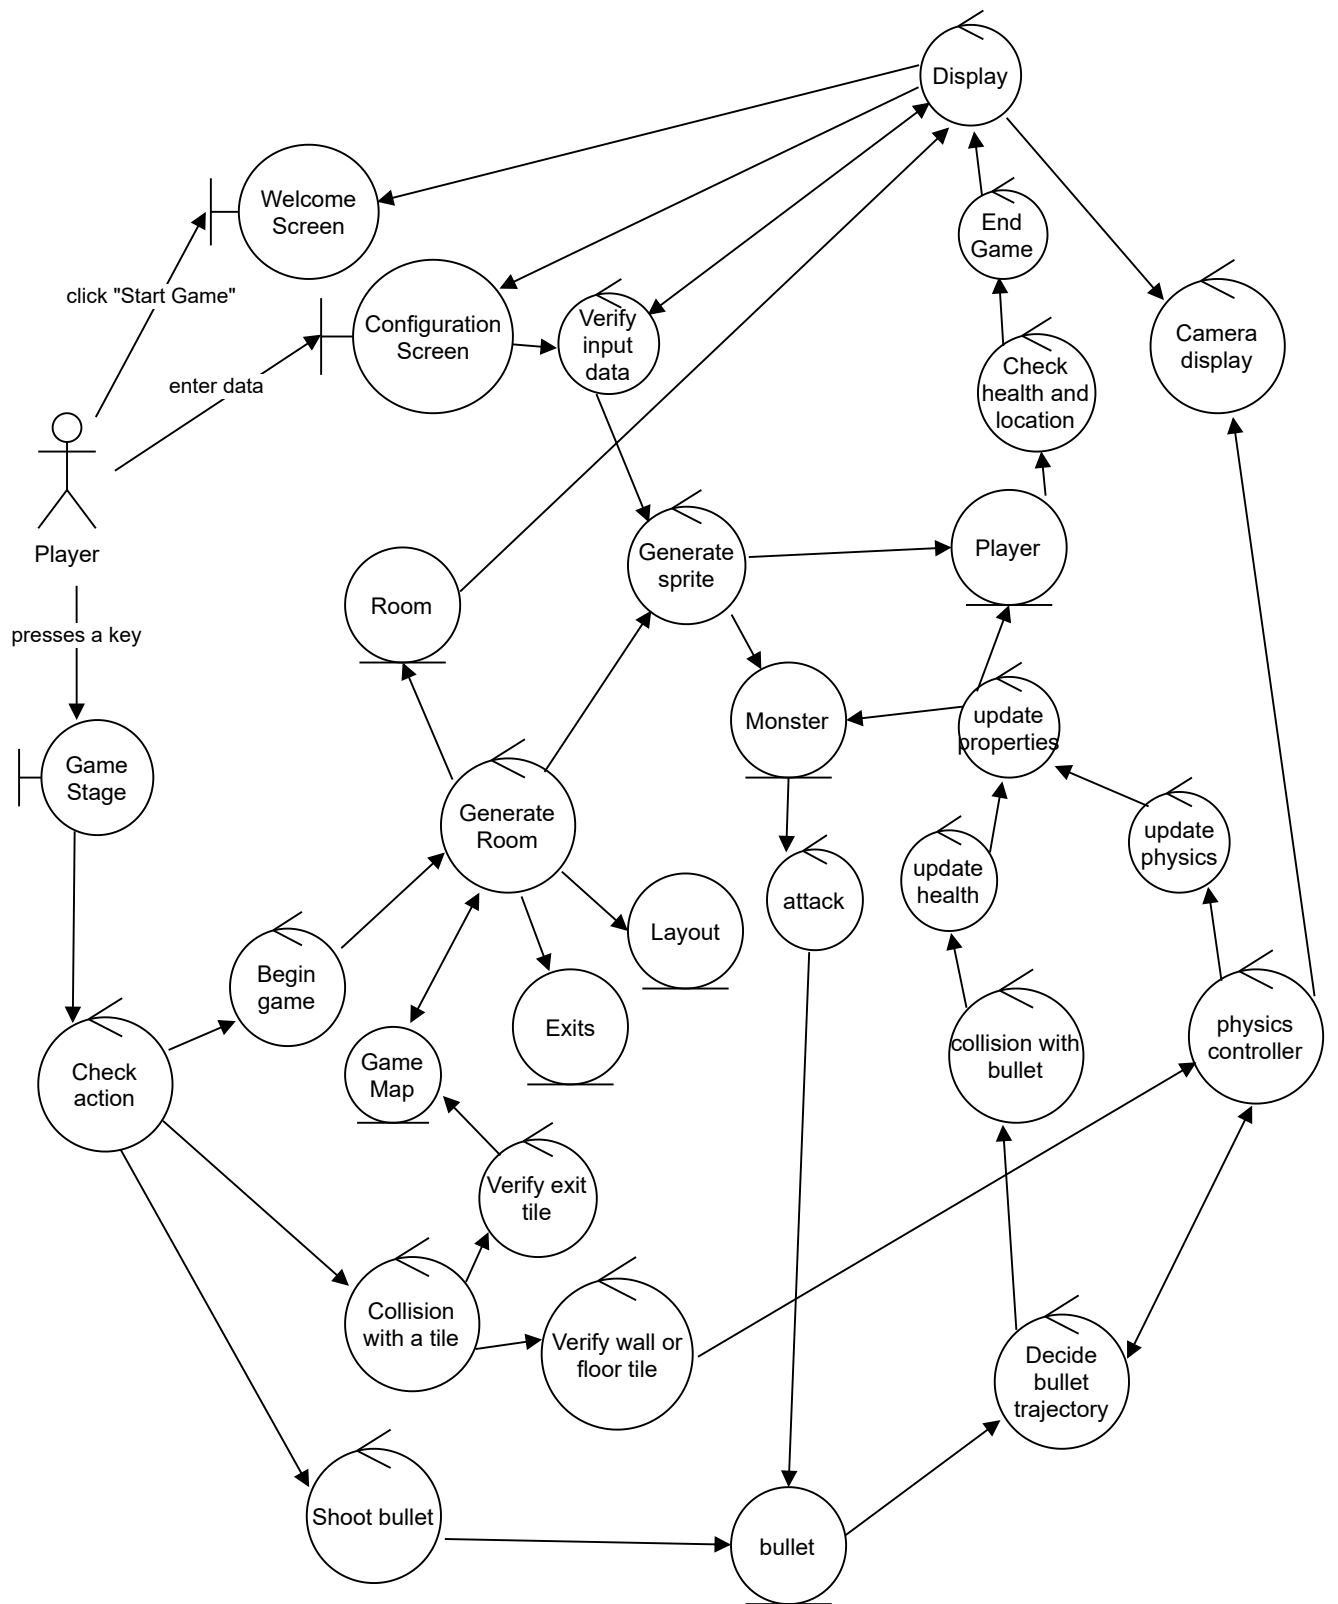 Display
Welcome
Screen
End
Game
click "Start Game"
Configuration
Screen
Verify
input
data
Camera
display
enter data
Check
health and
location
Player
Generate
sprite
Player
Room
presses a key
Monster
update
properties
Game
Stage
Generate
Room
update
physics
update
health
attack
Layout
Begin
game
Exits
physics
controller
collision with
bullet
Game
Map
Check
action
Verify exit
tile
Collision
with a tile
Verify wall or
floor tile
Decide
bullet
trajectory
Shoot bullet
bullet